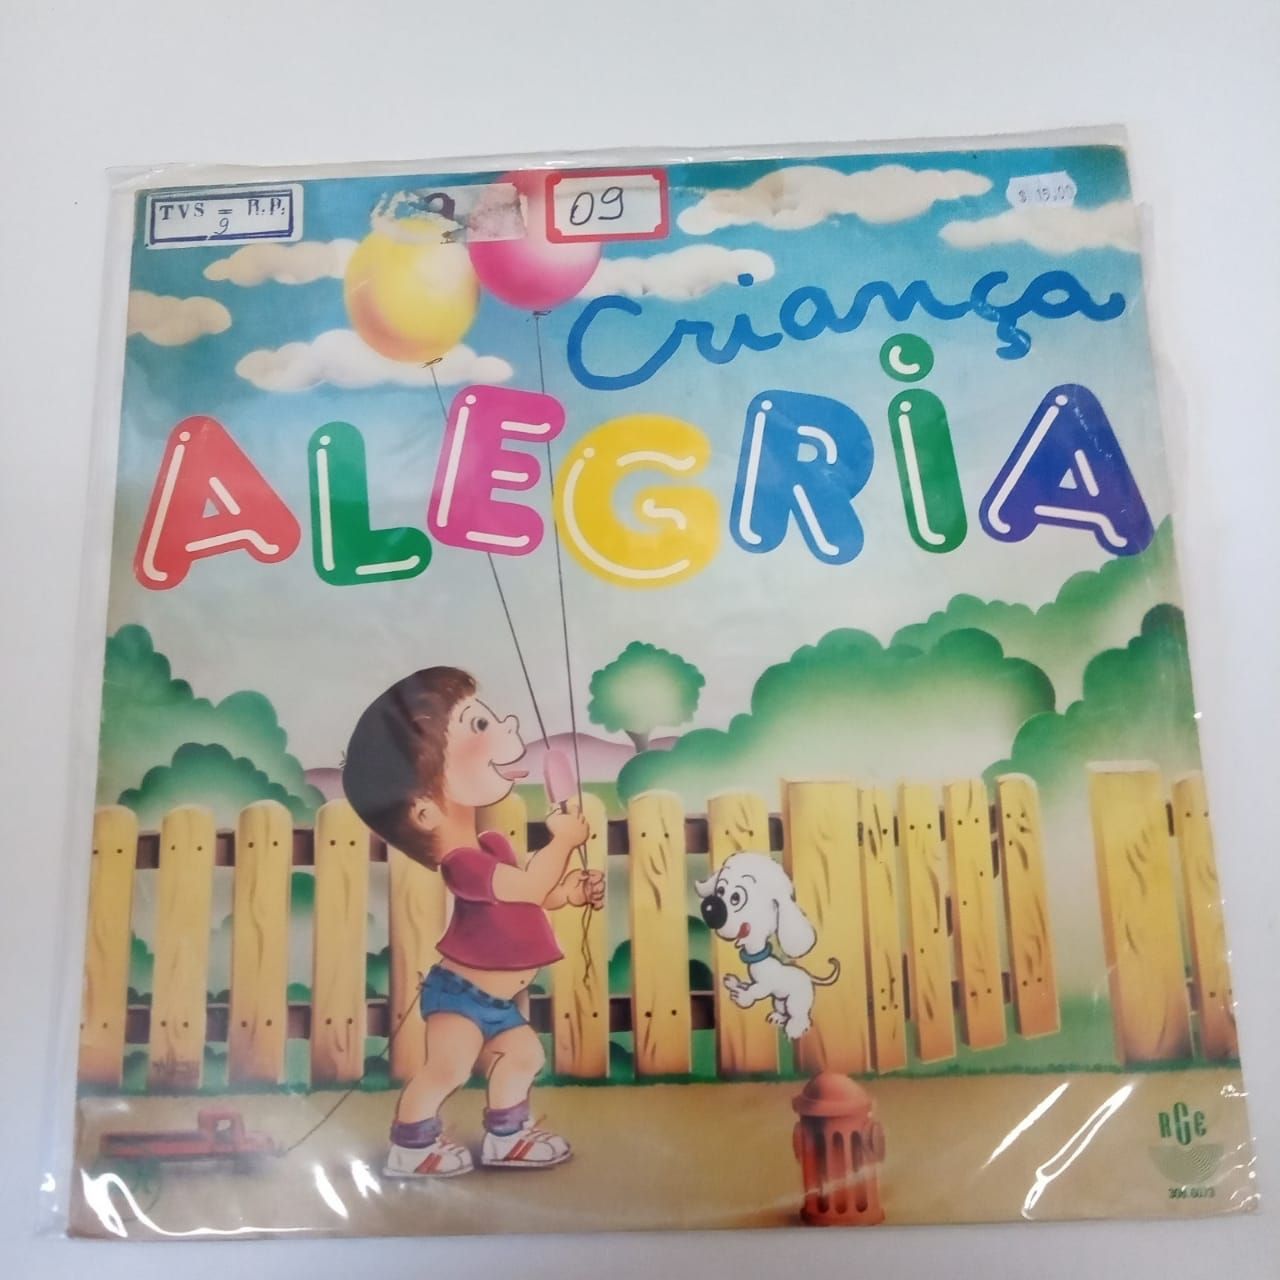 TVS = R.P.
9
09
$ 15,00
Criança
ALEGRiA
RGE